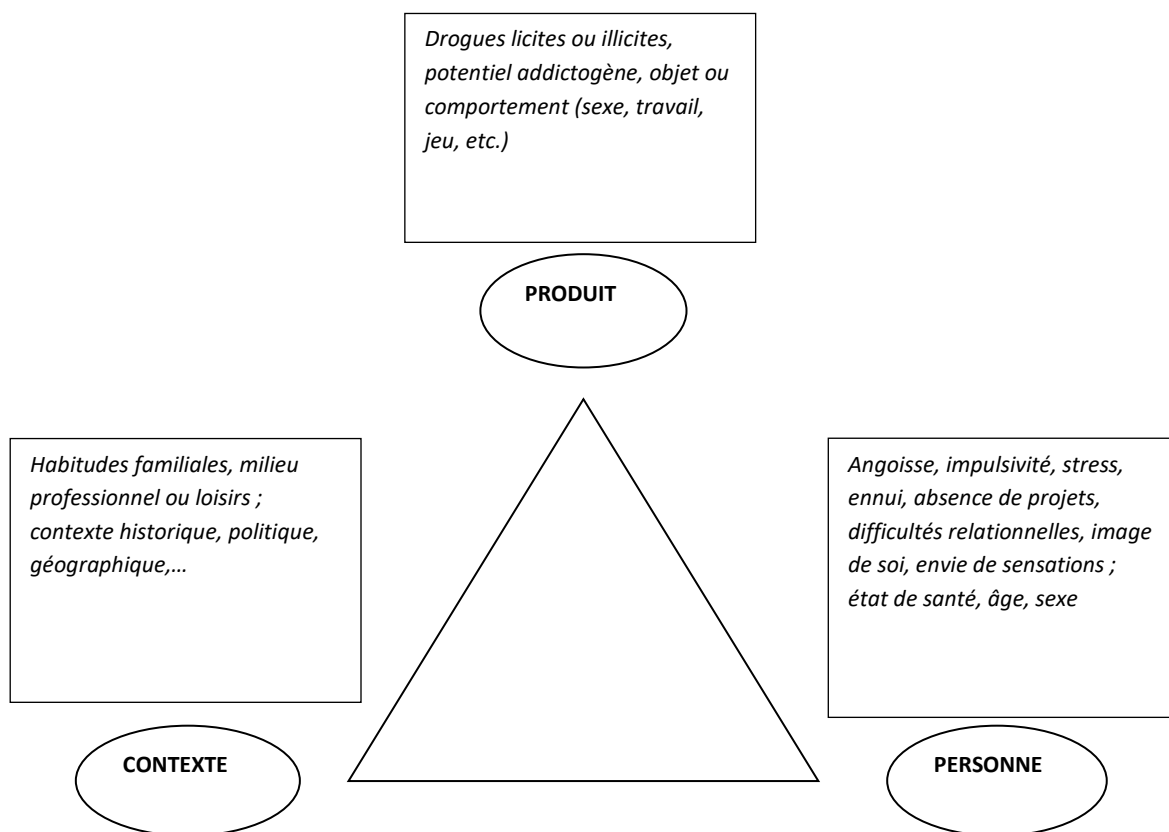 Drogues licites ou illicites,
potentiel addictogène, objet ou
comportement (sexe, travail,
jeu, etc.)
PRODUIT
Habitudes familiales, milieu
professionnel ou loisirs ;
contexte historique, politique,
géographique,…
CONTEXTE
Angoisse, impulsivité, stress,
ennui, absence de projets,
difficultés relationnelles, image
de soi, envie de sensations ;
état de santé, âge, sexe
PERSONNE